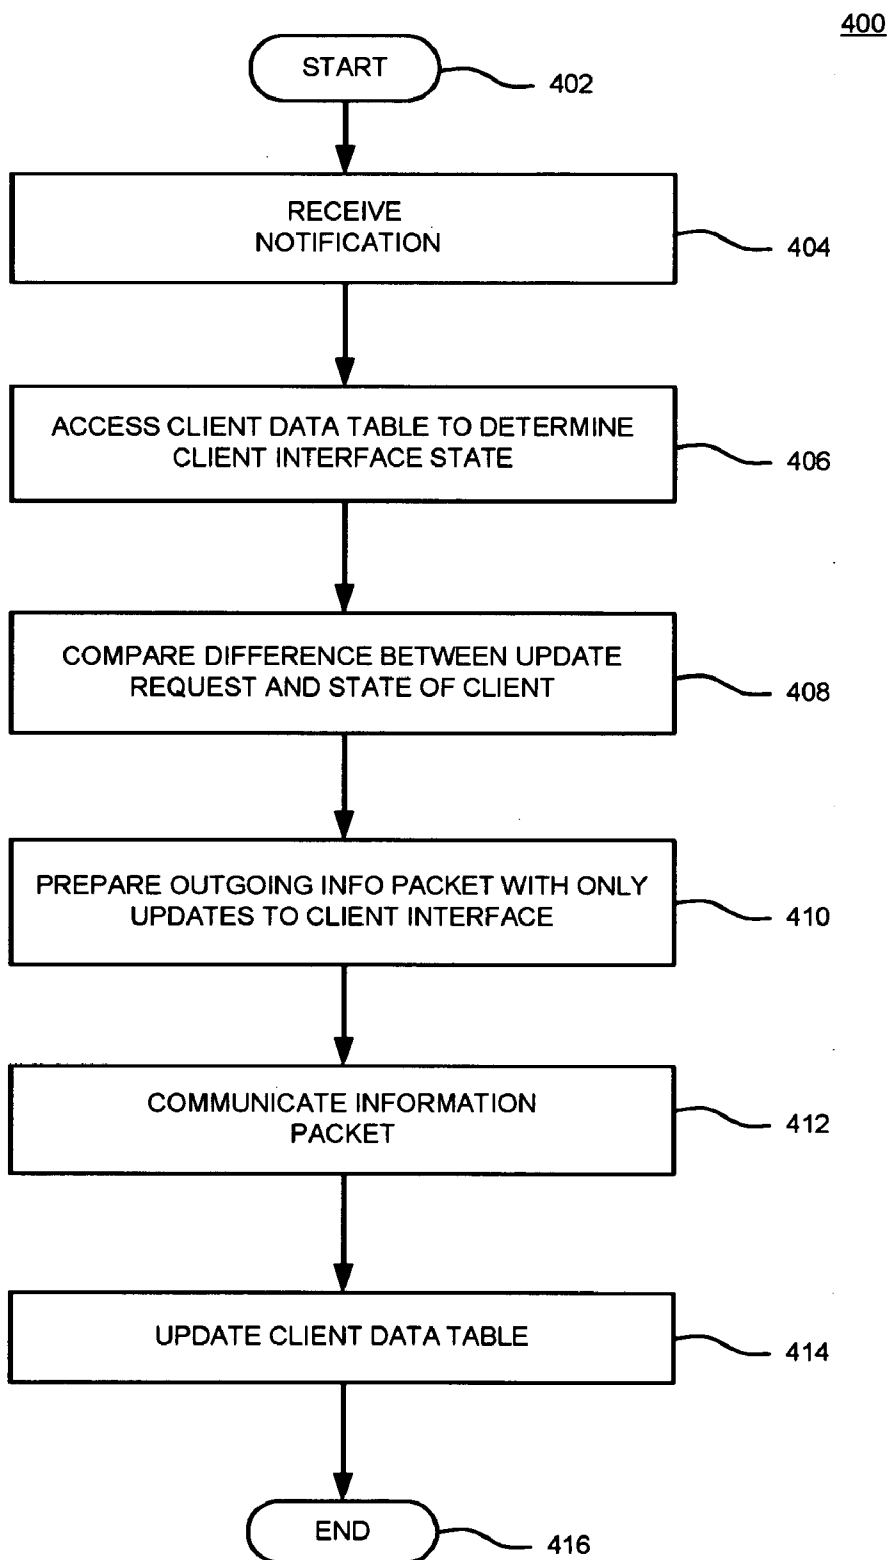 400
START
402
RECEIVE
NOTIFICATION
404
ACCESS CLIENT DATA TABLE TO DETERMINE
CLIENT INTERFACE STATE
406
COMPARE DIFFERENCE BETWEEN UPDATE
REQUEST AND STATE OF CLIENT
408
PREPARE OUTGOING INFO PACKET WITH ONLY
UPDATES TO CLIENT INTERFACE
410
COMMUNICATE INFORMATION
PACKET
412
UPDATE CLIENT DATA TABLE
414
END
416